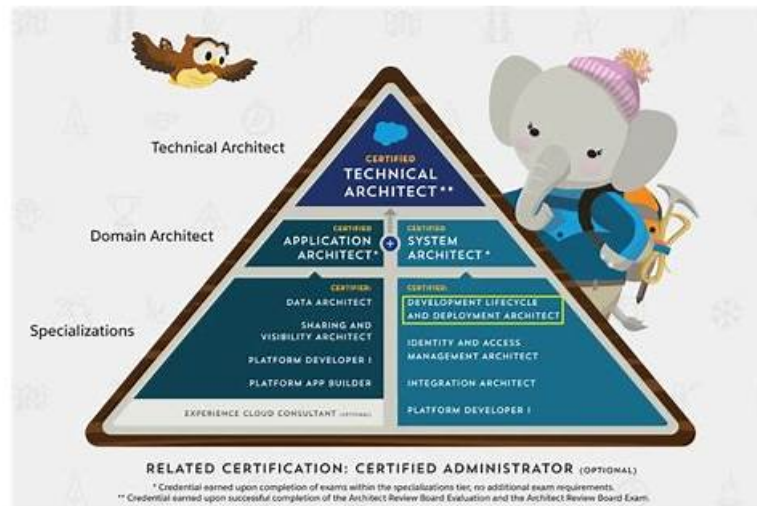 Technical Architect
CERTIFIED
TECHNICAL
ARCHITECT**
Domain Architect
CERTIFIED
APPLICATION
ARCHITECT*
+
CERTIFIED
SYSTEM
ARCHITECT*
Specializations
CERTIFIED:
DATA ARCHITECT
SHARING AND
VISIBILITY ARCHITECT
PLATFORM DEVELOPER I
PLATFORM APP BUILDER
EXPERIENCE CLOUD CONSULTANT (OPTIONAL)
CERTIFIED:
DEVELOPMENT LIFECYCLE
AND DEPLOYMENT ARCHITECT
IDENTITY AND ACCESS
MANAGEMENT ARCHITECT
INTEGRATION ARCHITECT
PLATFORM DEVELOPER I
RELATED CERTIFICATION: CERTIFIED ADMINISTRATOR (OPTIONAL)
* Credential earned upon completion of exams within the specializations tier, no additional exam requirements.
** Credential earned upon successful completion of the Architect Review Board Evaluation and the Architect Review Board Exam.